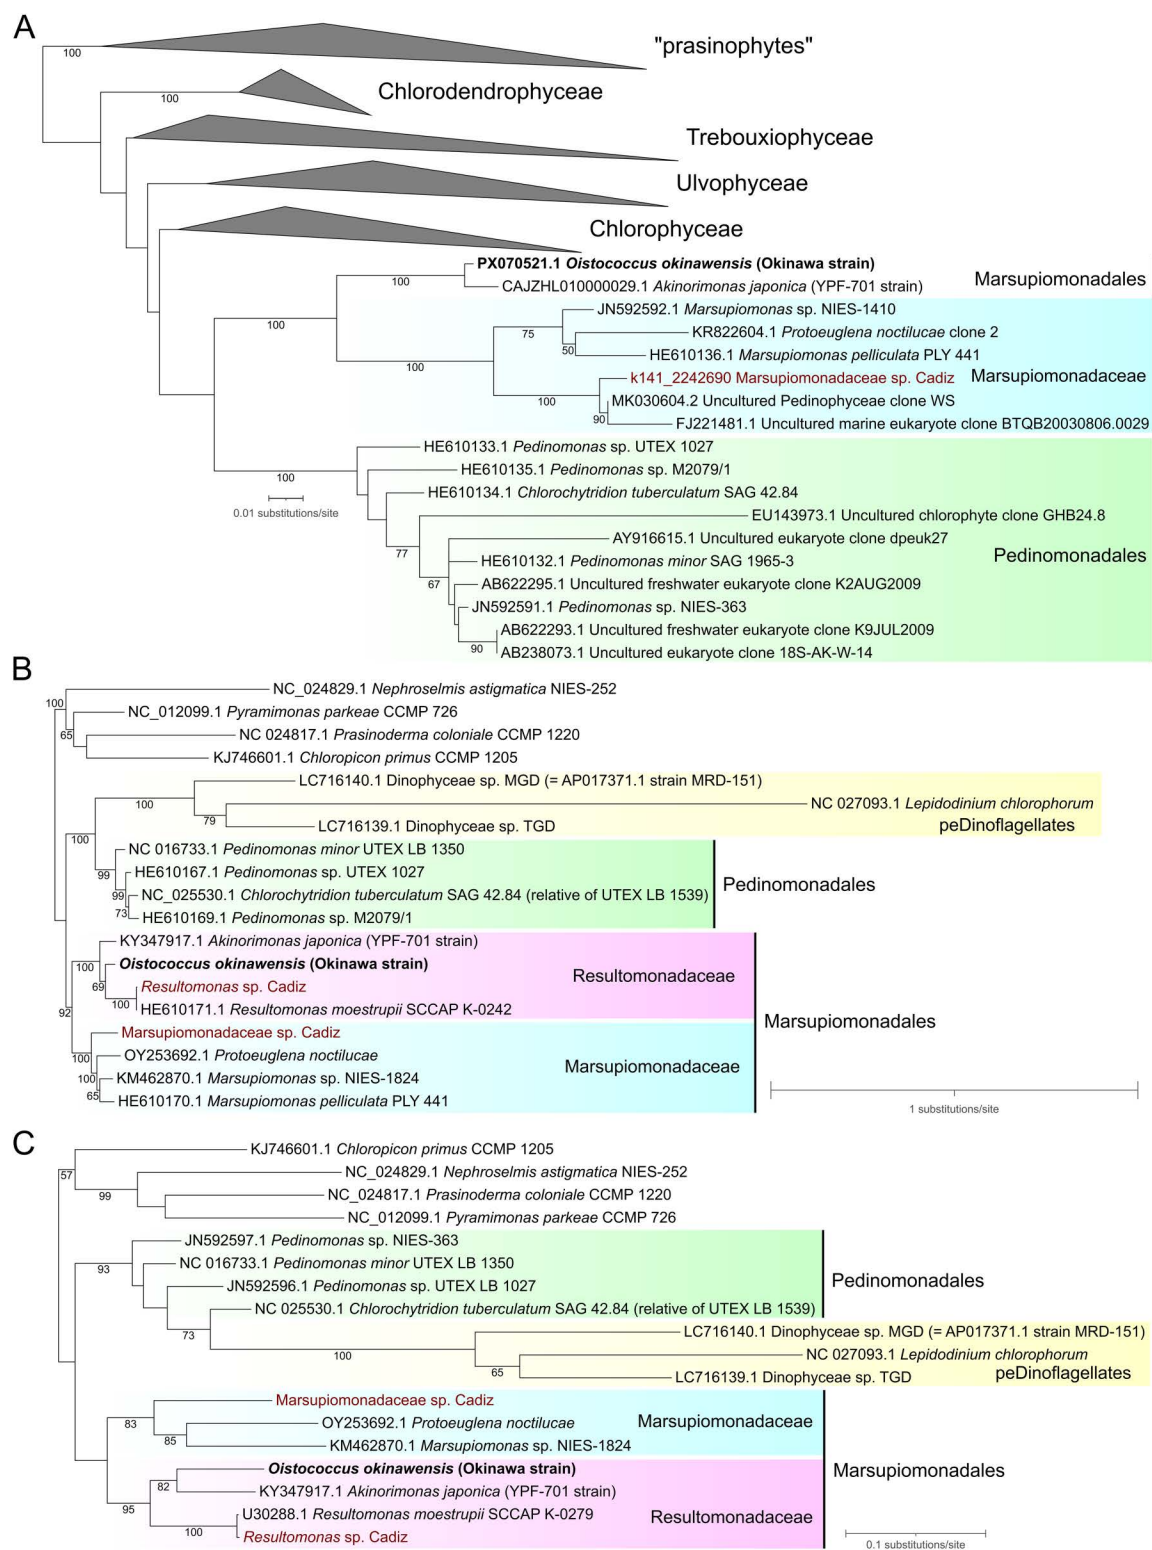 A
100
"prasinophytes"
100
Chlorodendrophyceae
Trebouxiophyceae
Ulvophyceae
Chlorophyceae
PX070521.1 Oistococcus okinawensis (Okinawa strain)
100
CAJZHL010000029.1 Akinorimonas japonica (YPF-701 strain)
Marsupiomonadales
JN592592.1 Marsupiomonas sp. NIES-1410
100
75
KR822604.1 Protoeuglena noctilucae clone 2
50
HE610136.1 Marsupiomonas pelliculata PLY 441
100
k141_2242690 Marsupiomonadaceae sp. Cadiz
Marsupiomonadaceae
100
MK030604.2 Uncultured Pedinophyceae clone WS
90
FJ221481.1 Uncultured marine eukaryote clone BTQB20030806.0029
HE610133.1 Pedinomonas sp. UTEX 1027
100
HE610135.1 Pedinomonas sp. M2079/1
HE610134.1 Chlorochytridion tuberculatum SAG 42.84
0.01 substitutions/site
EU143973.1 Uncultured chlorophyte clone GHB24.8
77
AY916615.1 Uncultured eukaryote clone dpeuk27
Pedinomonadales
HE610132.1 Pedinomonas minor SAG 1965-3
67
AB622295.1 Uncultured freshwater eukaryote clone K2AUG2009
JN592591.1 Pedinomonas sp. NIES-363
AB622293.1 Uncultured freshwater eukaryote clone K9JUL2009
90
AB238073.1 Uncultured eukaryote clone 18S-AK-W-14
B
NC_024829.1 Nephroselmis astigmatica NIES-252
100
NC_012099.1 Pyramimonas parkeae CCMP 726
65
NC 024817.1 Prasinoderma coloniale CCMP 1220
KJ746601.1 Chloropicon primus CCMP 1205
LC716140.1 Dinophyceae sp. MGD (= AP017371.1 strain MRD-151)
100
NC 027093.1 Lepidodinium chlorophorum
79
LC716139.1 Dinophyceae sp. TGD
peDinoflagellates
100
NC 016733.1 Pedinomonas minor UTEX LB 1350
99
HE610167.1 Pedinomonas sp. UTEX 1027
Pedinomonadales
99
NC_025530.1 Chlorochytridion tuberculatum SAG 42.84 (relative of UTEX LB 1539)
73
HE610169.1 Pedinomonas sp. M2079/1
KY347917.1 Akinorimonas japonica (YPF-701 strain)
100
Oistococcus okinawensis (Okinawa strain)
Resultomonadaceae
69
Resultomonas sp. Cadiz
100
HE610171.1 Resultomonas moestrupii SCCAP K-0242
92
Marsupiomonadales
Marsupiomonadaceae sp. Cadiz
100
OY253692.1 Protoeuglena noctilucae
Marsupiomonadaceae
100
KM462870.1 Marsupiomonas sp. NIES-1824
65
HE610170.1 Marsupiomonas pelliculata PLY 441
1 substitutions/site
C
KJ746601.1 Chloropicon primus CCMP 1205
57
NC_024829.1 Nephroselmis astigmatica NIES-252
99
NC_024817.1 Prasinoderma coloniale CCMP 1220
NC_012099.1 Pyramimonas parkeae CCMP 726
JN592597.1 Pedinomonas sp. NIES-363
93
NC 016733.1 Pedinomonas minor UTEX LB 1350
Pedinomonadales
JN592596.1 Pedinomonas sp. UTEX LB 1027
NC 025530.1 Chlorochytridion tuberculatum SAG 42.84 (relative of UTEX LB 1539)
73
LC716140.1 Dinophyceae sp. MGD (= AP017371.1 strain MRD-151)
100
NC 027093.1 Lepidodinium chlorophorum
65
LC716139.1 Dinophyceae sp. TGD
peDinoflagellates
Marsupiomonadaceae sp. Cadiz
83
OY253692.1 Protoeuglena noctilucae
Marsupiomonadaceae
85
KM462870.1 Marsupiomonas sp. NIES-1824
Oistococcus okinawensis (Okinawa strain)
Marsupiomonadales
82
KY347917.1 Akinorimonas japonica (YPF-701 strain)
95
U30288.1 Resultomonas moestrupii SCCAP K-0279
Resultomonadaceae
100
Resultomonas sp. Cadiz
0.1 substitutions/site